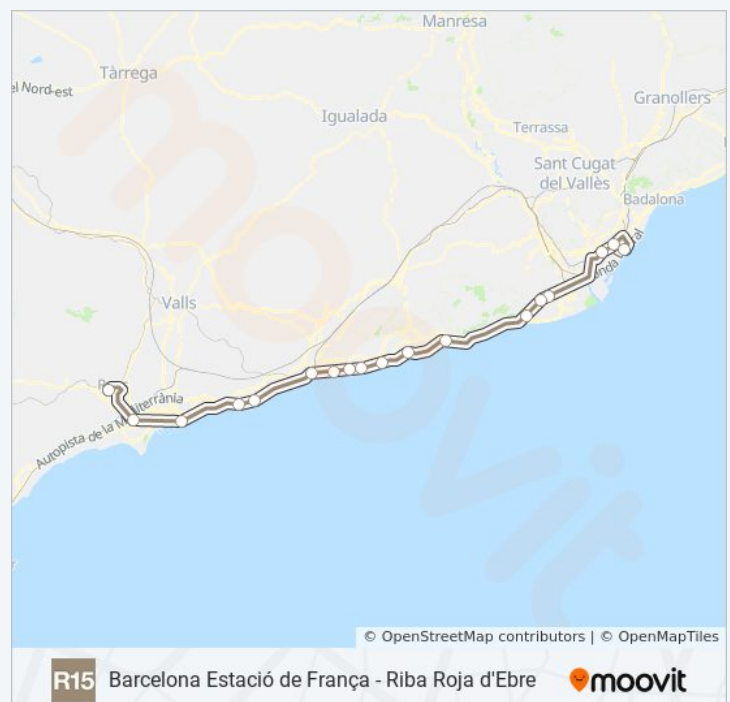 Manresa
Tàrrega
el Nord-est
Granollers
Igualada
Terrassa
Sant Cugat
del Vallès
Badalona
Valls
Autopista de la Mediterrània
moovit
© OpenStreetMap contributors | © OpenMapTiles
R15 Barcelona Estació de França - Riba Roja d'Ebre moovit